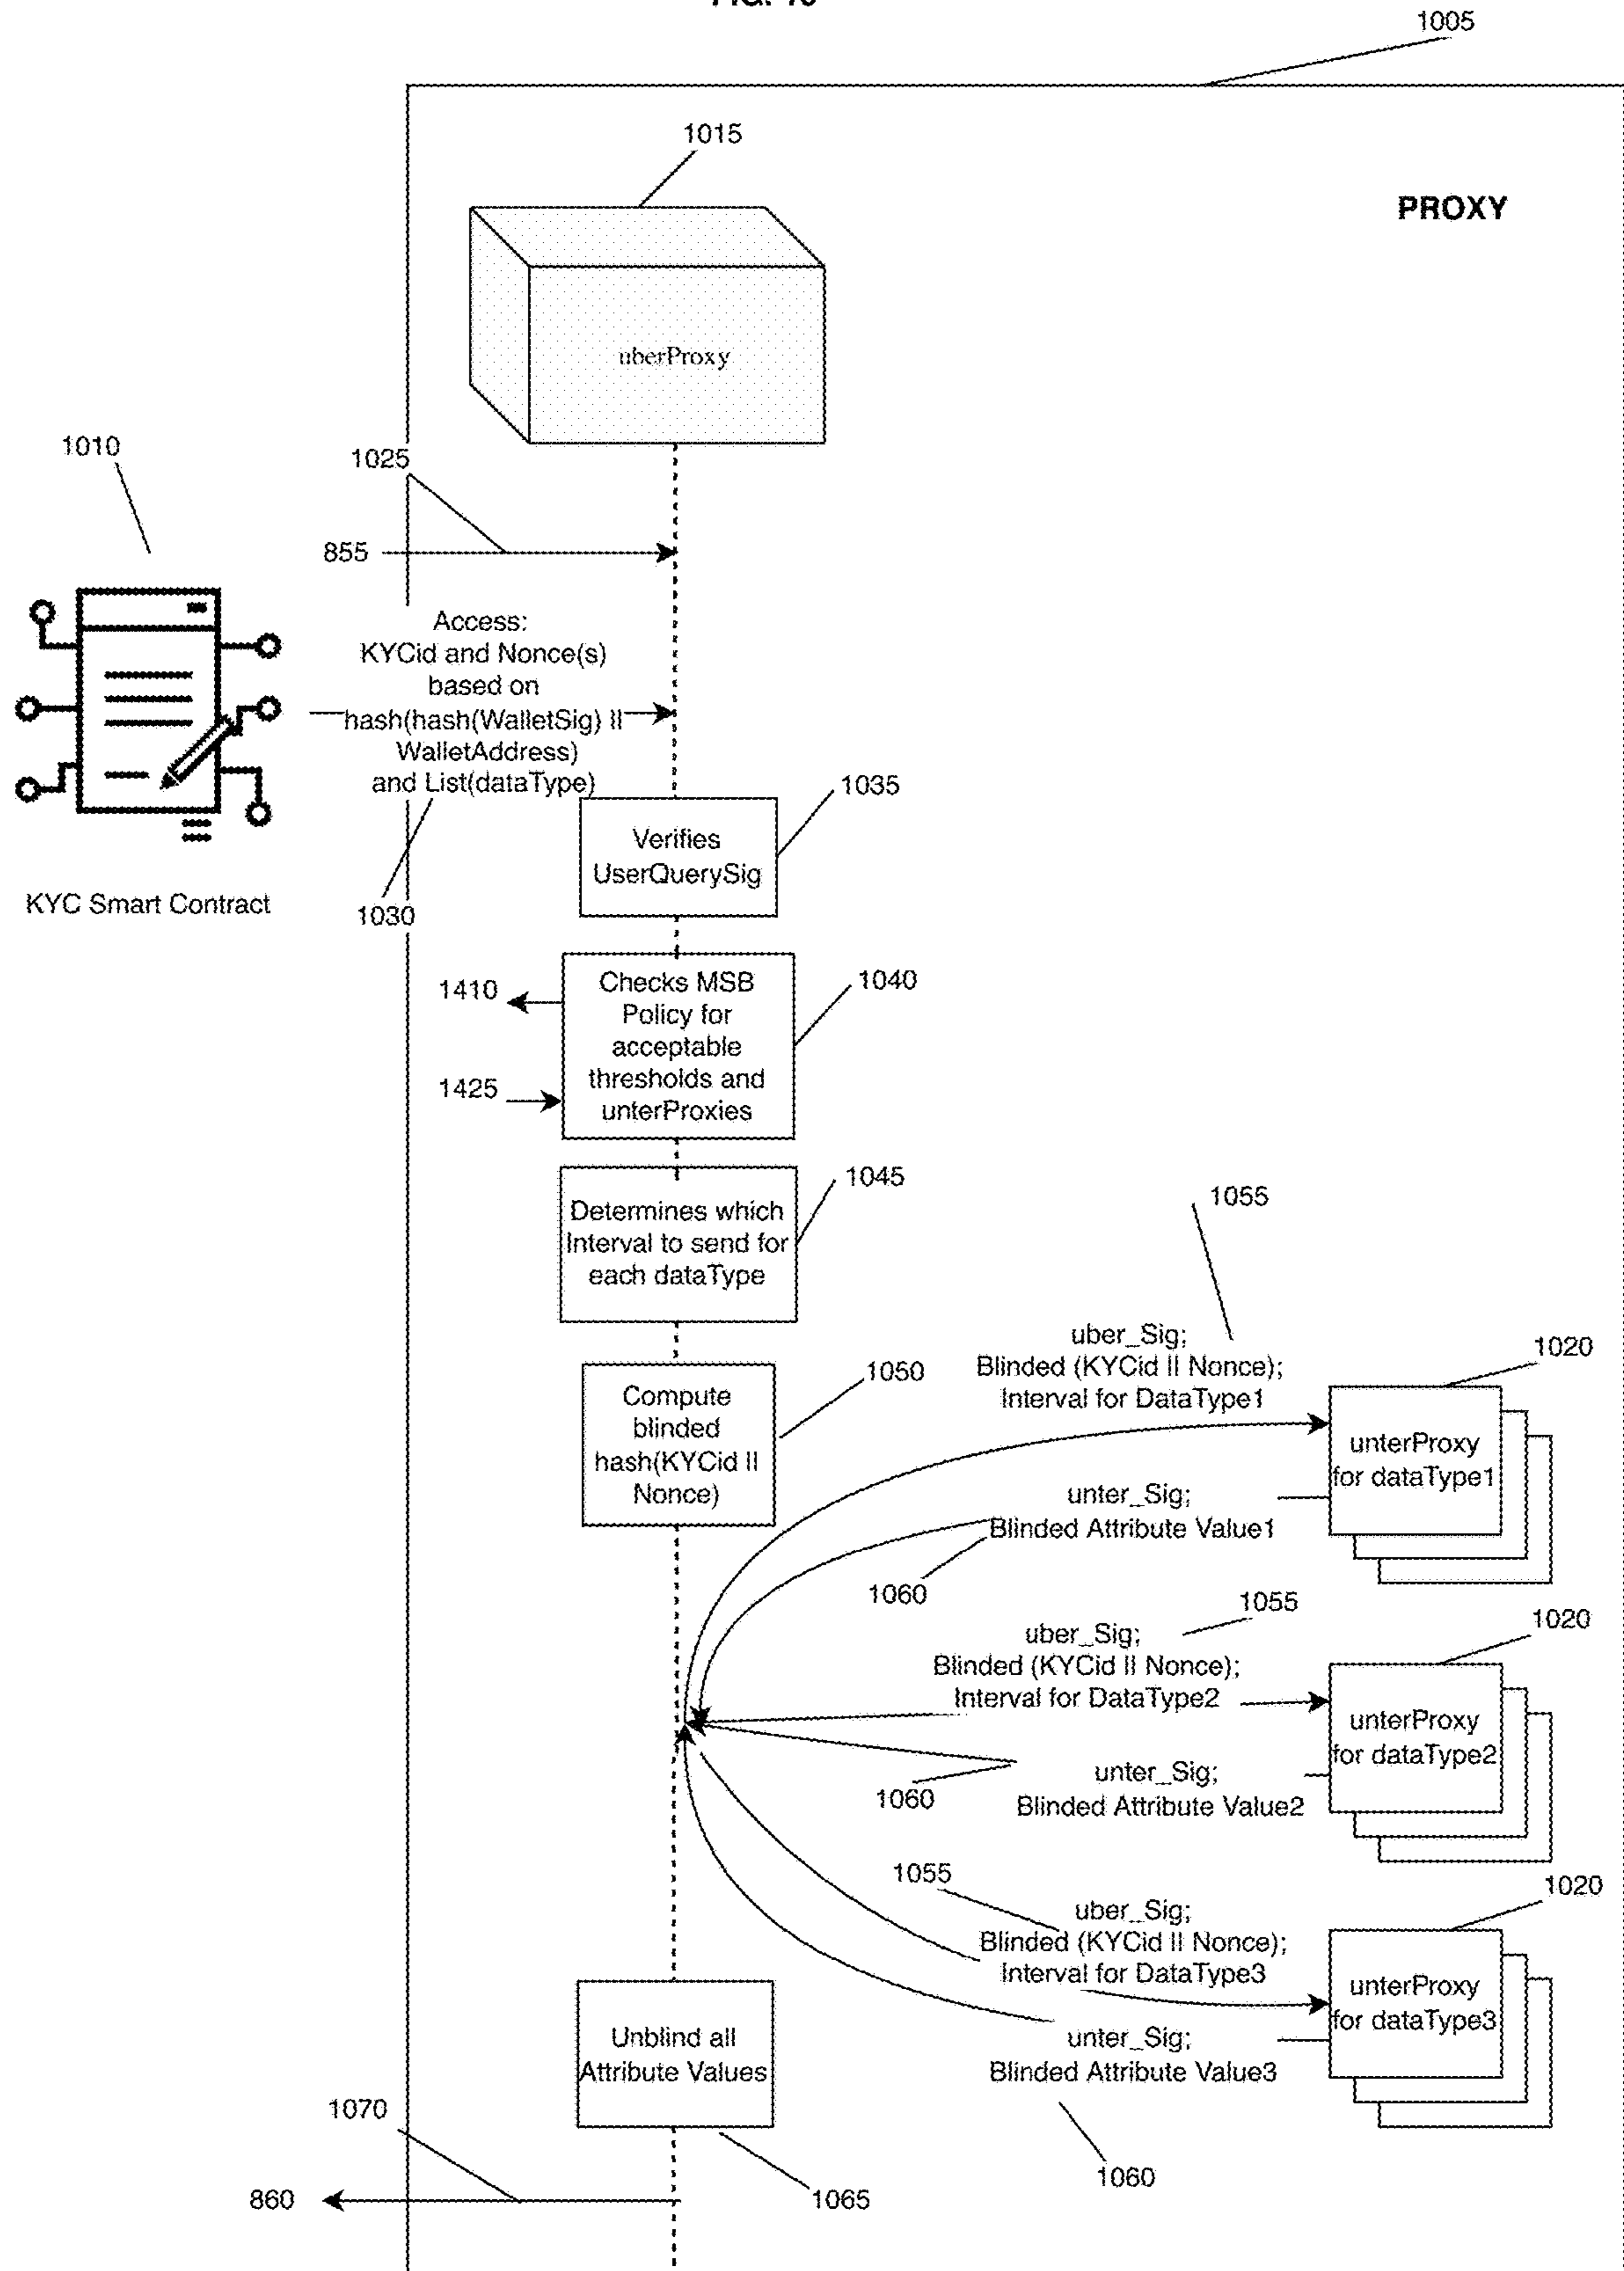 1005
1015
PROXY
uberProxy
1010
1025
855
Access:
KYCid and Nonce(s)
based on
hash(hash(WalletSig) ||
WalletAddress)
and List(dataType)
1035
Verifies
UserQuerySig
KYC Smart Contract
1030
1410
Checks MSB
Policy for
acceptable
thresholds and
unterProxies
1040
1425
1045
Determines which
Interval to send for
each dataType
1055
uber_Sig;
Blinded (KYCid || Nonce);
Interval for DataType1
1020
1050
Compute
blinded
hash(KYCid ||
Nonce)
unterProxy
for dataType1
unter_Sig;
Blinded Attribute Value1
1060
1055
uber_Sig;
Blinded (KYCid || Nonce);
Interval for DataType2
1020
unterProxy
for dataType2
1060
unter_Sig;
Blinded Attribute Value2
1055
uber_Sig;
Blinded (KYCid || Nonce);
Interval for DataType3
1020
unterProxy
for dataType3
Unblind all
Attribute Values
unter_Sig;
Blinded Attribute Value3
1070
1060
860
1065